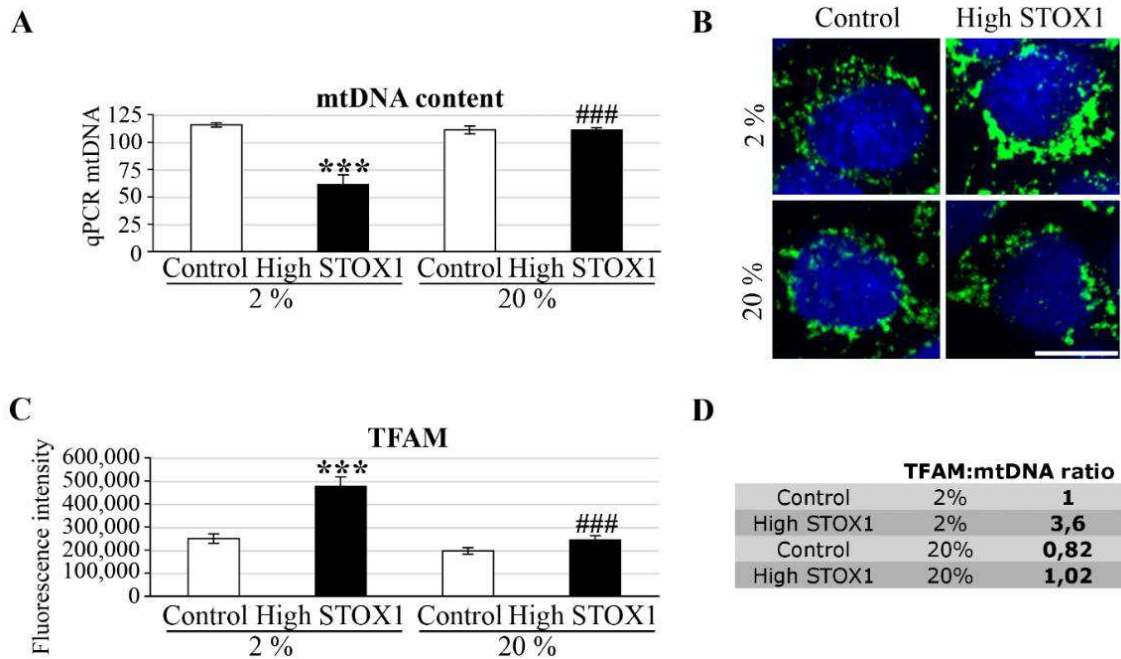 A
mtDNA content
qPCR mtDNA
125
100
75
50
25
0
***
###
Control High STOX1 Control High STOX1
2 % 20 %
B
Control High STOX1
2 %
20 %
C
TFAM
Fluorescence intensity
600,000
500,000
400,000
300,000
200,000
100,000
0
***
###
Control High STOX1 Control High STOX1
2 % 20 %
D
TFAM:mtDNA ratio
Control 2% 1
High STOX1 2% 3,6
Control 20% 0,82
High STOX1 20% 1,02